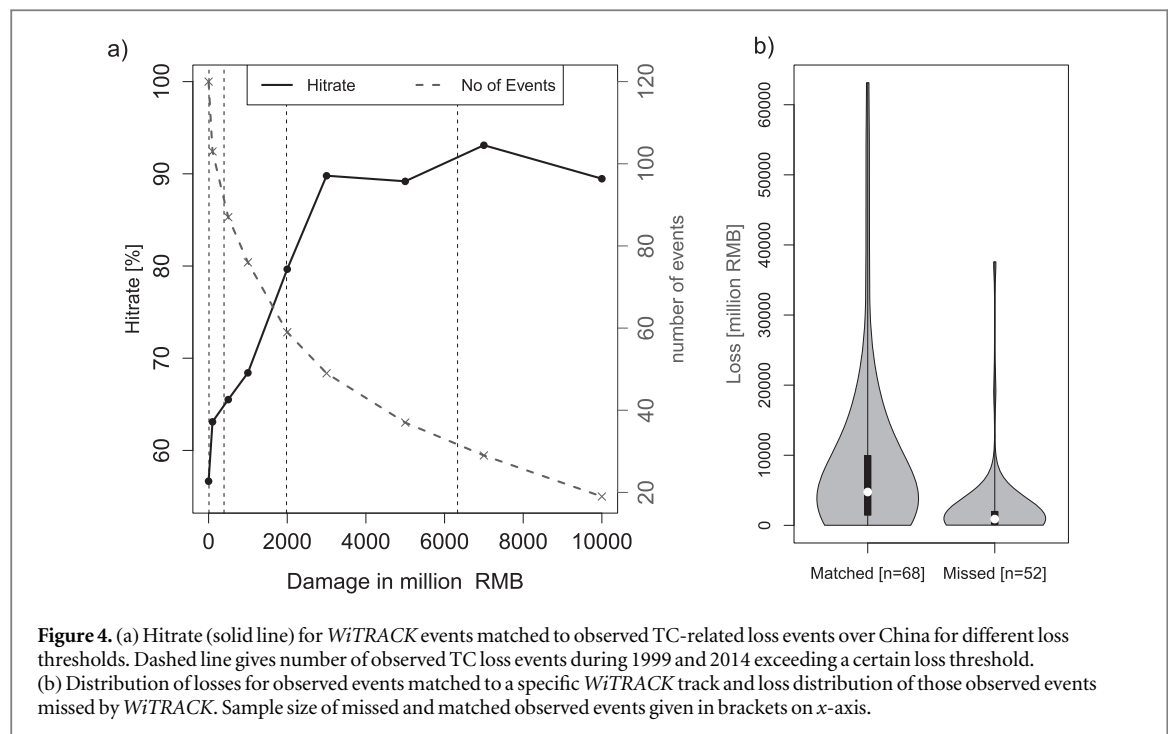 a)
Hitrate
No of Events
100
90
80
70
60
Hitrate [%]
120
100
80
60
40
20
number of events
0 2000 4000 6000 8000 10000
Damage in million RMB
b)
60000
50000
40000
30000
20000
10000
0
Loss [million RMB]
Matched [n=68] Missed [n=52]
Figure 4. (a) Hitrate (solid line) for WiTRACK events matched to observed TC-related loss events over China for different loss
thresholds. Dashed line gives number of observed TC loss events during 1999 and 2014 exceeding a certain loss threshold.
(b) Distribution of losses for observed events matched to a specific WiTRACK track and loss distribution of those observed events
missed by WiTRACK. Sample size of missed and matched observed events given in brackets on x-axis.